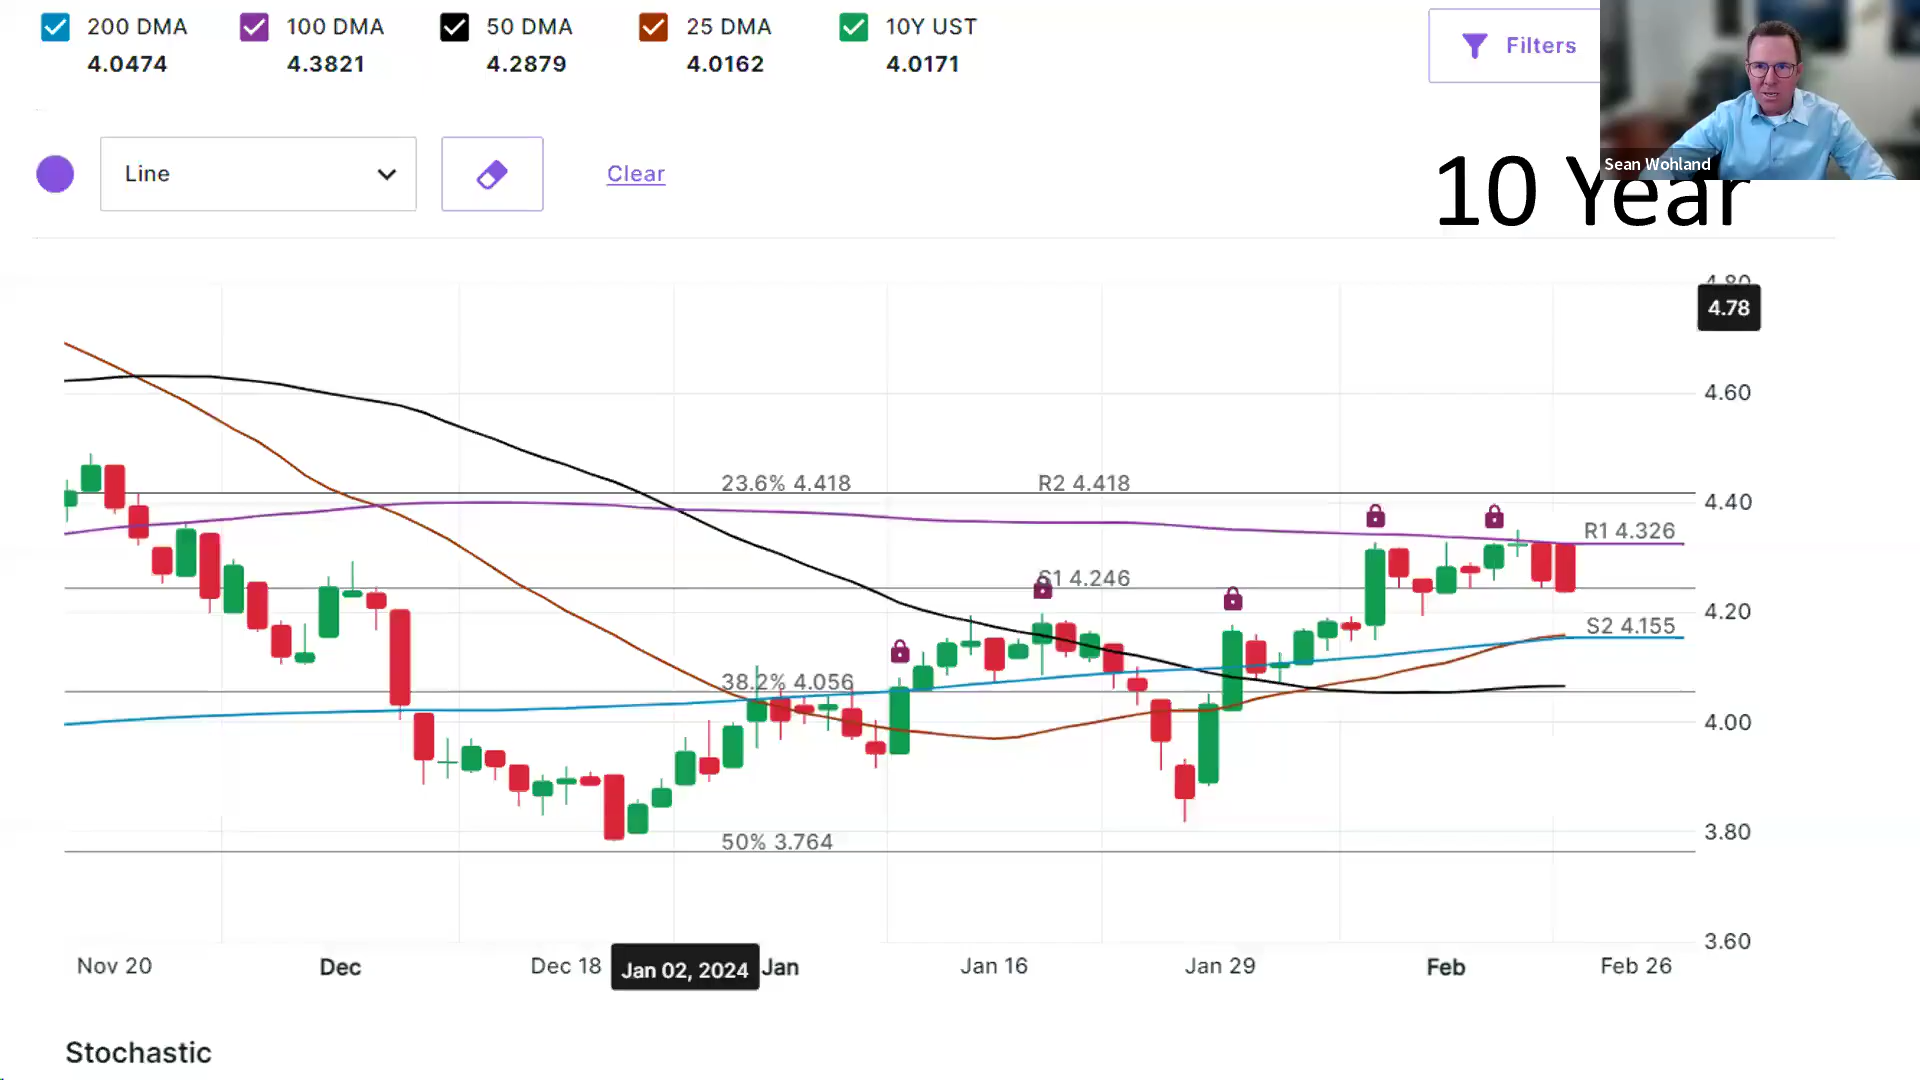 200 DMA 100 DMA 50 DMA 25 DMA 10Y UST
4.0474 4.3821 4.2879 4.0162 4.0171
Filters
Line
Clear
Sean Wohland
10 Year
4.80
4.78
4.60
23.6% 4.418
R2 4.418
4.40
R1 4.326
S1 4.246
4.20
S2 4.155
38.2% 4.056
4.00
3.80
50% 3.764
3.60
Nov 20 Dec Dec 18 Jan 02, 2024 Jan Jan 16 Jan 29 Feb Feb 26
Stochastic